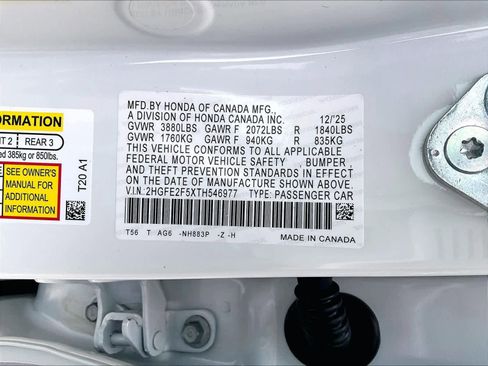 FORMATION
NT 2 REAR 3
ed 385kg or 850lbs.
SEE OWNER'S
MANUAL FOR
ADDITIONAL
INFORMATION
T20 A1
MFD.BY HONDA OF CANADA MFG.,
A DIVISION OF HONDA CANADA INC. 12/'25
GVWR 3880LBS GAWR F 2072LBS R 1840LBS
GVWR 1760KG GAWR F 940KG R 835KG
THIS VEHICLE CONFORMS TO ALL APPLICABLE
FEDERAL MOTOR VEHICLE SAFETY , BUMPER ,
AND THEFT PREVENTION STANDARDS IN EFFECT
ON THE DATE OF MANUFACTURE SHOWN ABOVE.
V.I.N.:2HGFE2F5XTH546977 TYPE: PASSENGER CAR
T56 T AG6 -NH883P -Z -H
MADE IN CANADA